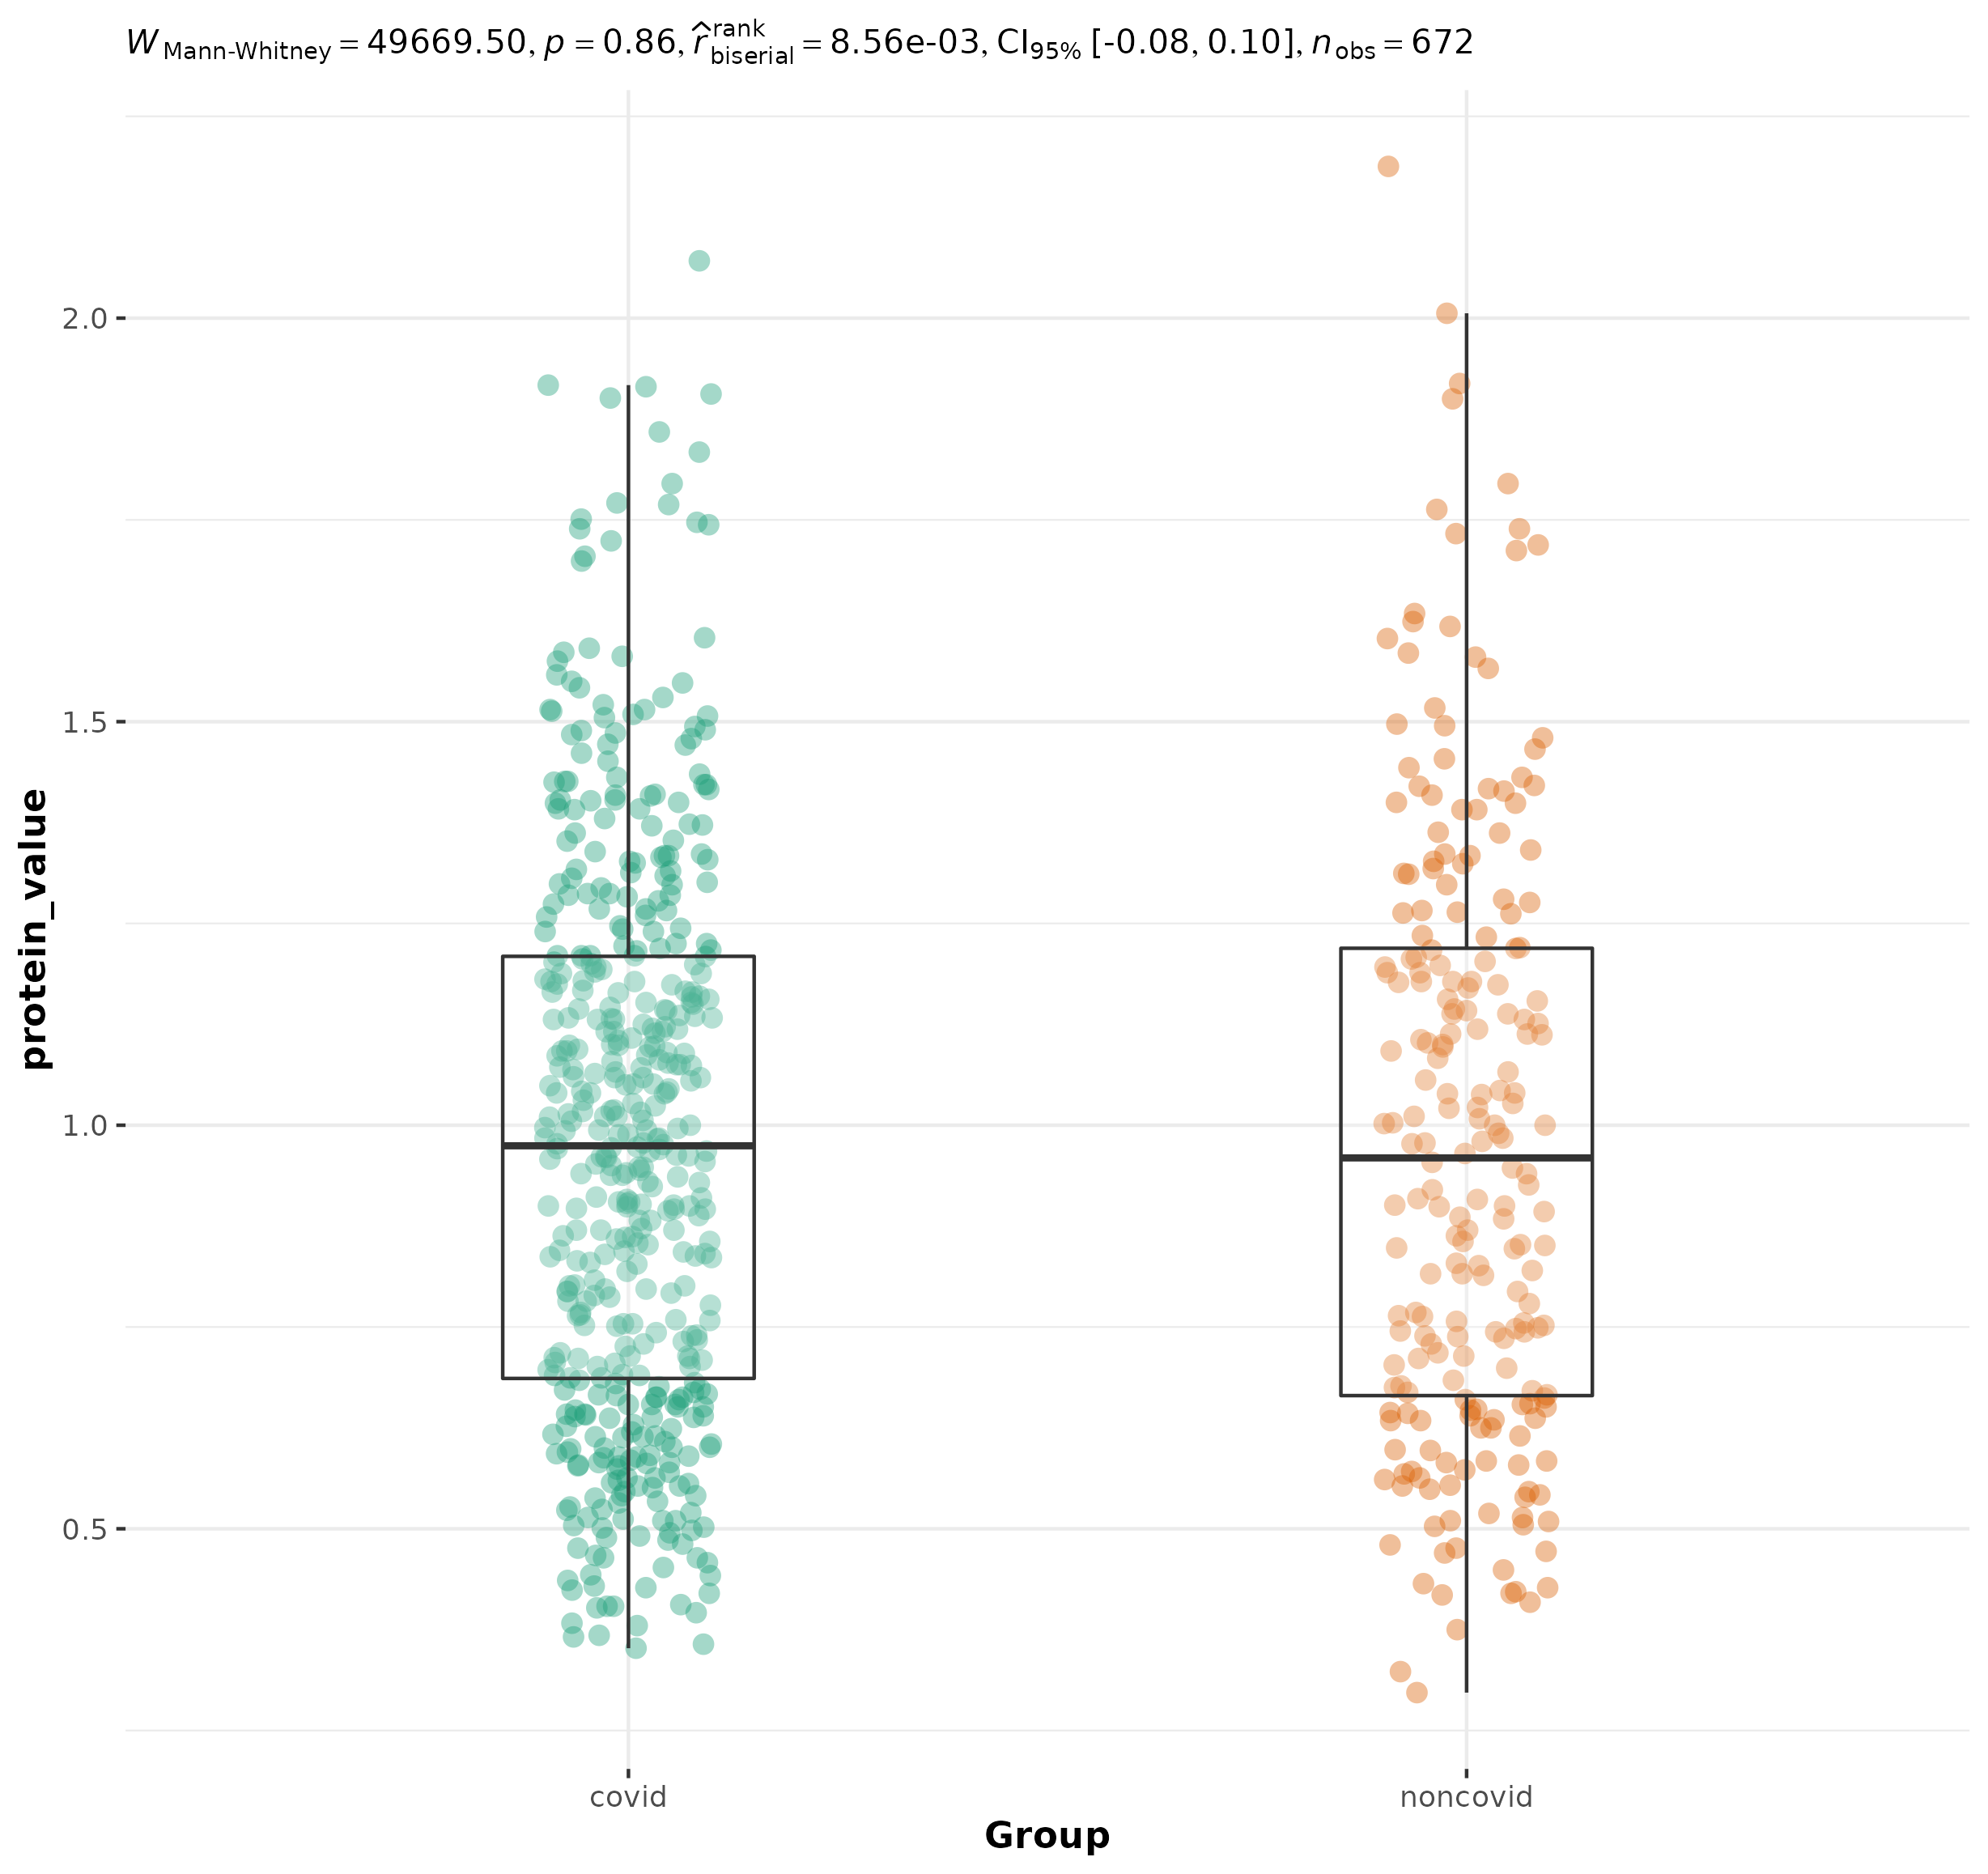 W Mann-Whitney = 49669.50, p = 0.86, r̂ rank biserial = 8.56e-03, CI95% [-0.08, 0.10], n obs = 672
2.0
1.5
1.0
0.5
protein_value
covid noncovid
Group